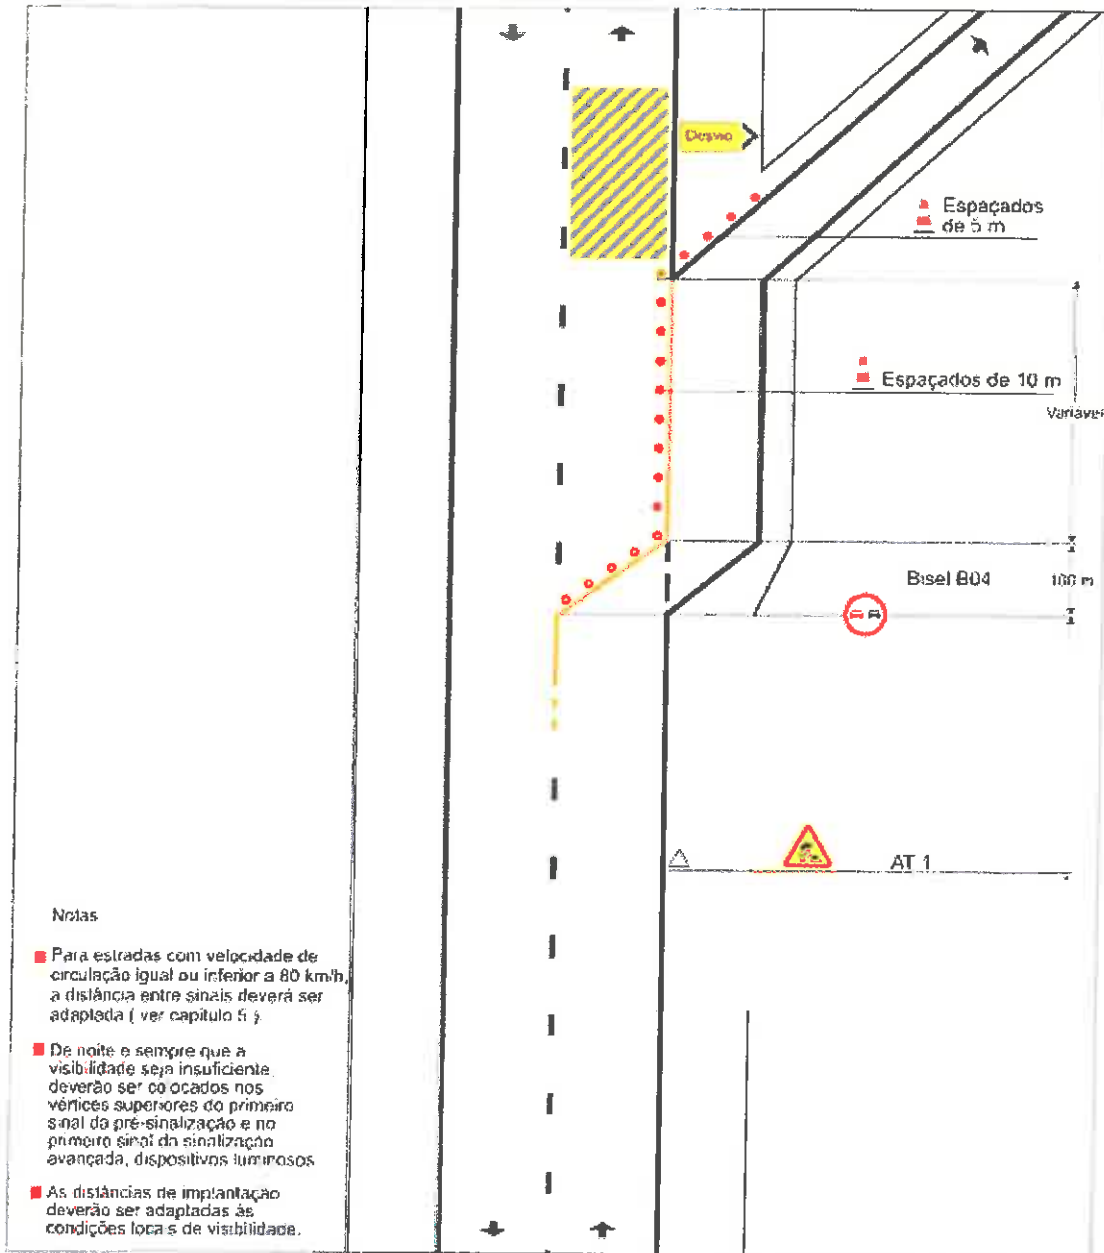 Desvio
Espaçados
de 5 m
Espaçados de 10 m
Variável
Bisel B04
100 m
AT 1
Notas
Para estradas com velocidade de
circulação igual ou inferior a 80 km/h,
a distância entre sinais deverá ser
adaptada ( ver capitulo 5 ).
De noite e sempre que a
visibilidade seja insuficiente,
deverão ser colocados nos
vértices superiores do primeiro
sinal da pré-sinalização e no
primeiro sinal da sinalização
avançada, dispositivos luminosos
As distâncias de implantação
deverão ser adaptadas às
condições locais de visibilidade.